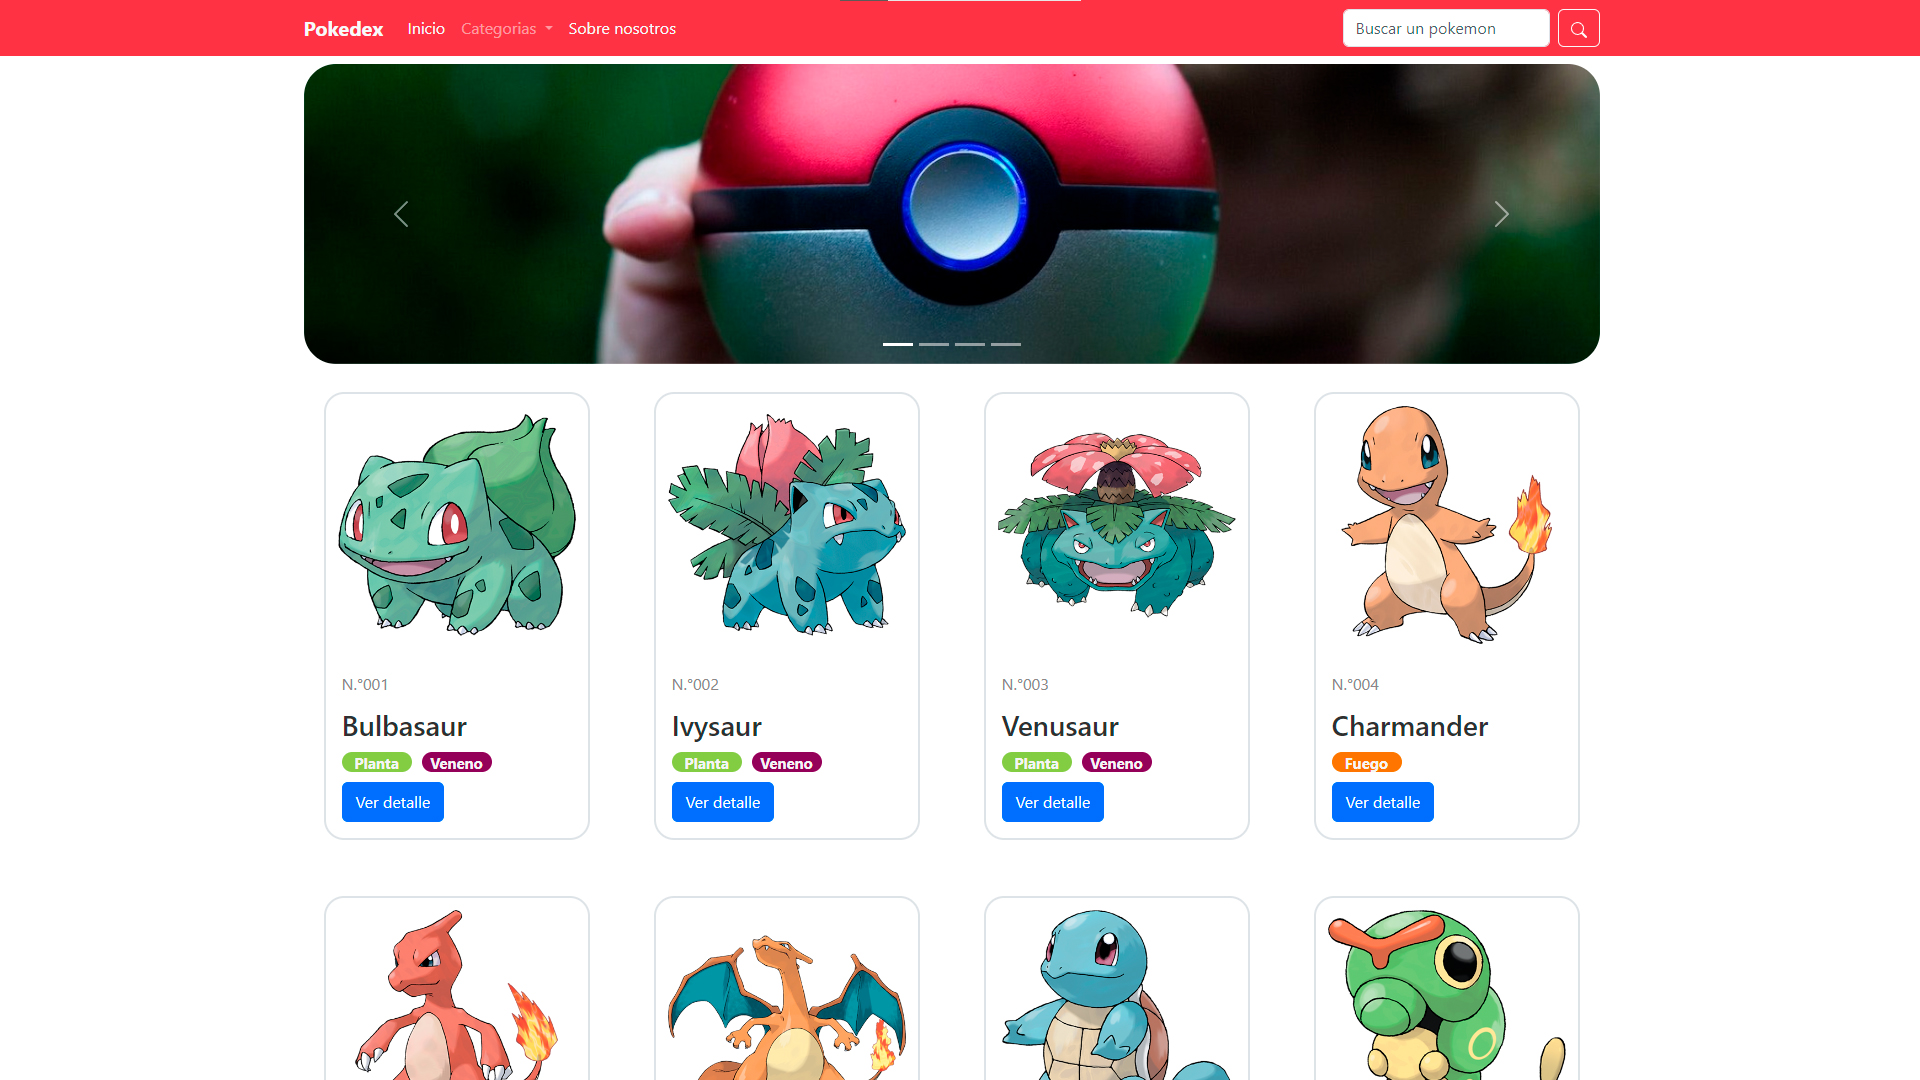 Pokedex Inicio Categorias Sobre nosotros Buscar un pokemon
N.°001
Bulbasaur
Planta Veneno
Ver detalle
N.°002
Ivysaur
Planta Veneno
Ver detalle
N.°003
Venusaur
Planta Veneno
Ver detalle
N.°004
Charmander
Fuego
Ver detalle